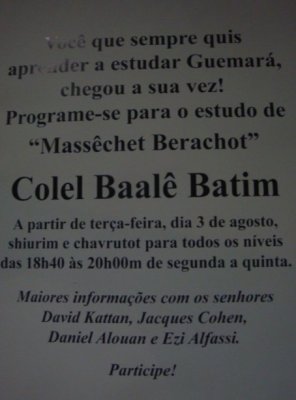 Você que sempre quis
aprender a estudar Guemará,
chegou a sua vez!
Programe-se para o estudo de
“Massêchet Berachot”
Colel Baalê Batim
A partir de terça-feira, dia 3 de agosto,
shiurim e chavrutot para todos os níveis
das 18h40 às 20h00m de segunda a quinta.
Maiores informações com os senhores
David Kattan, Jacques Cohen,
Daniel Alouan e Ezi Alfassi.
Participe!